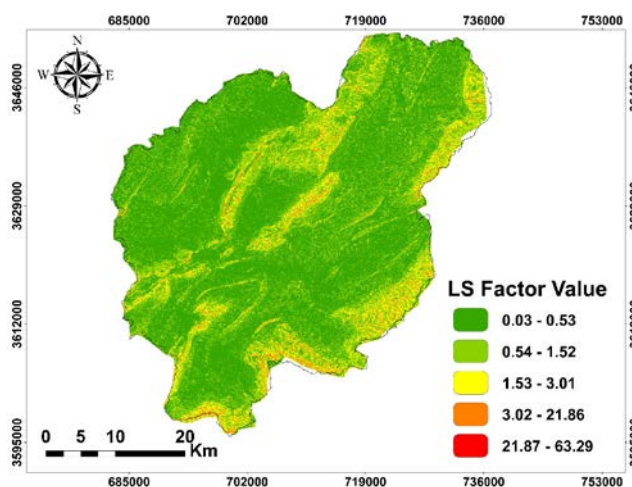 685000 702000 719000 736000 753000
N
W E
S
3646000
3629000
3612000
3595000
LS Factor Value
0.03 - 0.53
0.54 - 1.52
1.53 - 3.01
3.02 - 21.86
21.87 - 63.29
0 5 10 20
Km
685000 702000 719000 736000 753000